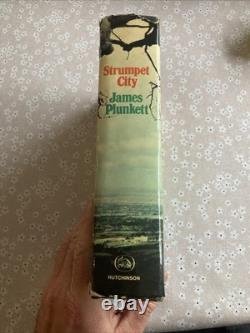 Strumpet
City
James
Plunkett
HUTCHINSON